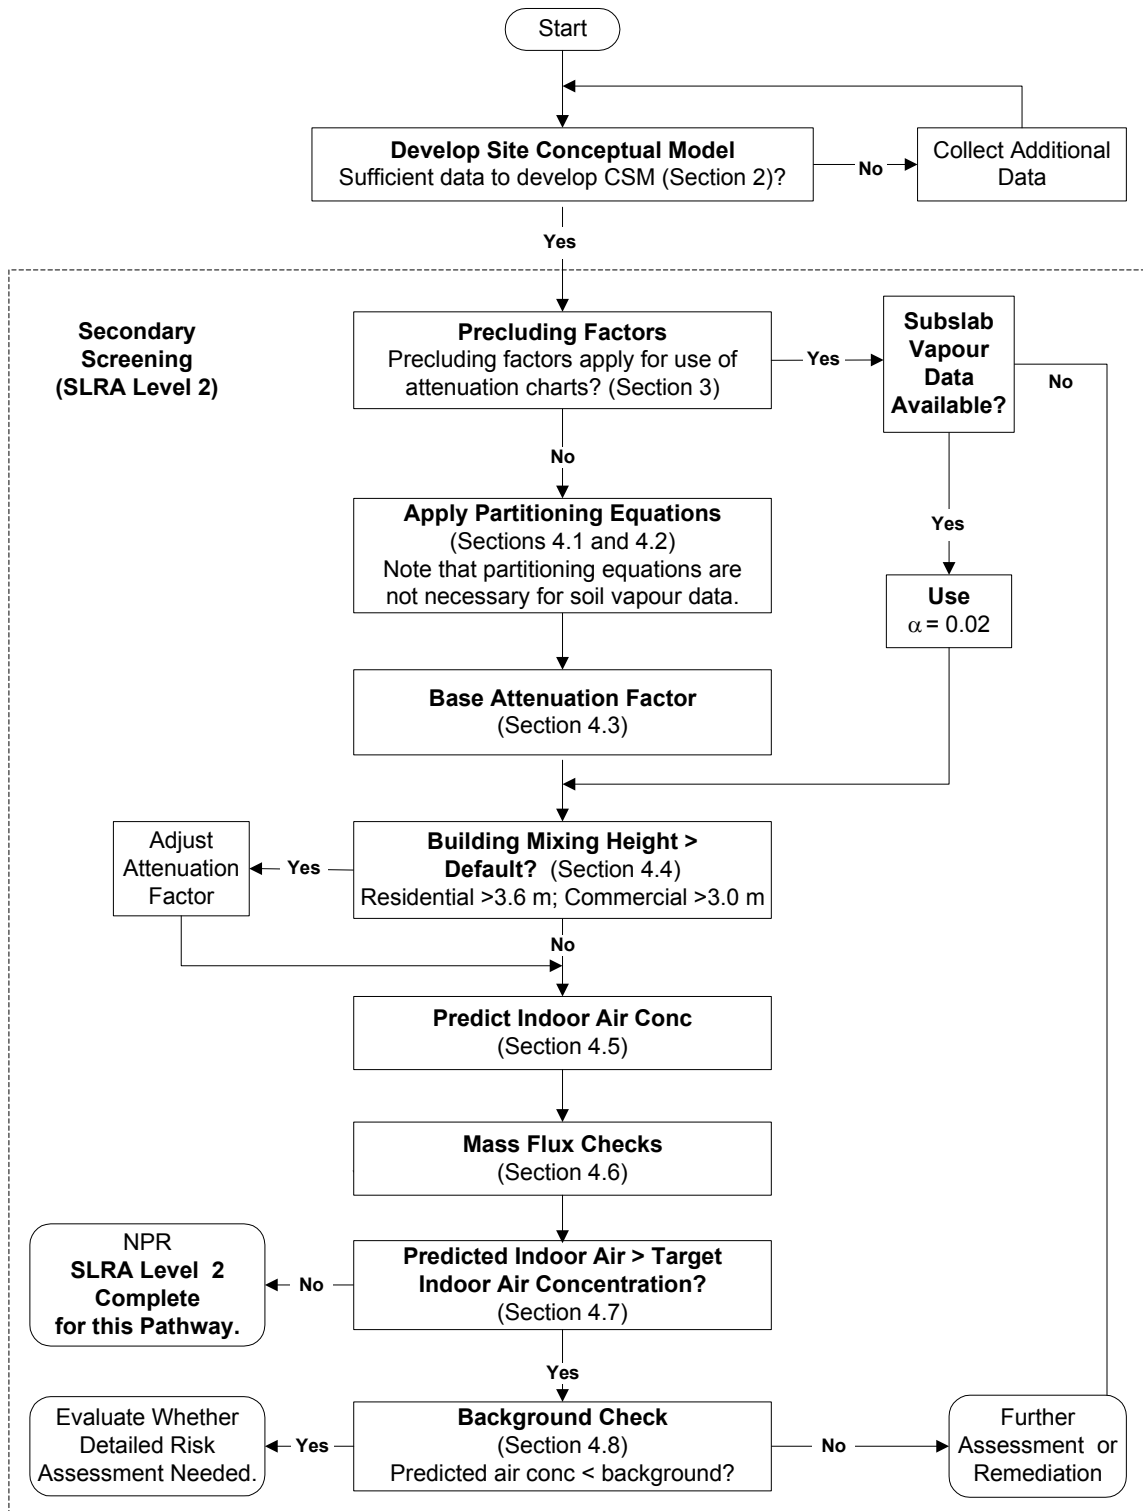 Start
Develop Site Conceptual Model
Sufficient data to develop CSM (Section 2)?
No
Collect Additional
Data
Yes
Secondary
Screening
(SLRA Level 2)
Precluding Factors
Precluding factors apply for use of
attenuation charts? (Section 3)
Yes
Subslab
Vapour
Data
Available?
No
No
Apply Partitioning Equations
(Sections 4.1 and 4.2)
Note that partitioning equations are
not necessary for soil vapour data.
Yes
Use
α = 0.02
Base Attenuation Factor
(Section 4.3)
Building Mixing Height >
Default? (Section 4.4)
Residential >3.6 m; Commercial >3.0 m
Yes
Adjust
Attenuation
Factor
No
Predict Indoor Air Conc
(Section 4.5)
Mass Flux Checks
(Section 4.6)
Predicted Indoor Air > Target
Indoor Air Concentration?
(Section 4.7)
No
NPR
SLRA Level 2
Complete
for this Pathway.
Yes
Background Check
(Section 4.8)
Predicted air conc < background?
Yes
Evaluate Whether
Detailed Risk
Assessment Needed.
No
Further
Assessment or
Remediation